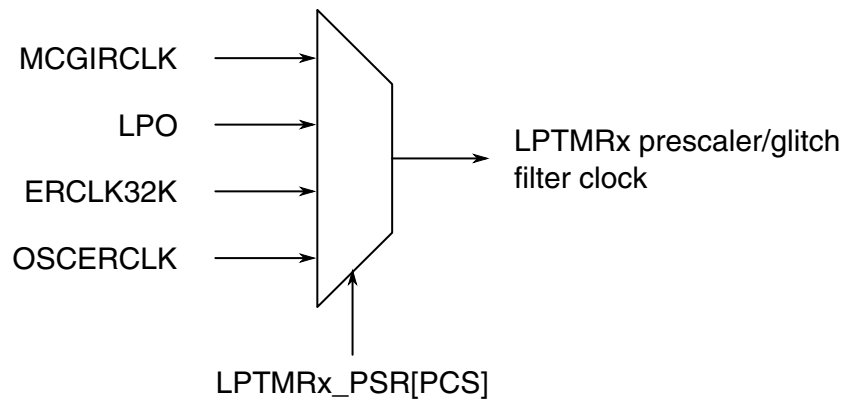 MCGIRCLK
LPO
ERCLK32K
OSCERCLK
LPTMRx prescaler/glitch
filter clock
LPTMRx_PSR[PCS]